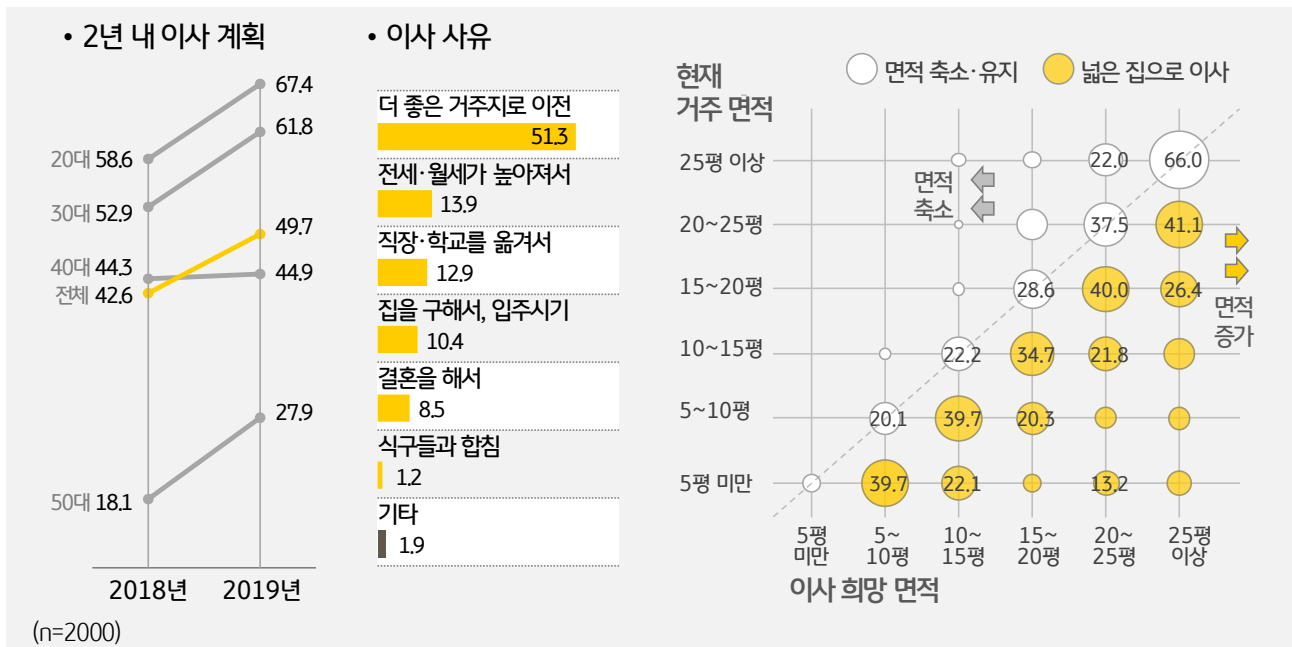 • 2년 내 이사 계획
67.4
61.8
20대 58.6
30대 52.9
49.7
40대 44.3
44.9
전체 42.6
27.9
50대 18.1
2018년 2019년
(n=2000)
• 이사 사유
더 좋은 거주지로 이전
51.3
전세·월세가 높아져서
13.9
직장·학교를 옮겨서
12.9
집을 구해서, 입주시기
10.4
결혼을 해서
8.5
식구들과 합침
1.2
기타
1.9
현재
거주 면적
면적 축소·유지
넓은 집으로 이사
25평 이상 22.0 66.0
면적
축소
20~25평 37.5 41.1
15~20평 28.6 40.0 26.4
면적
증가
10~15평 22.2 34.7 21.8
5~10평 20.1 39.7 20.3
5평 미만 39.7 22.1 13.2
5평 5~ 10~ 15~ 20~ 25평
미만 10평 15평 20평 25평 이상
이사 희망 면적